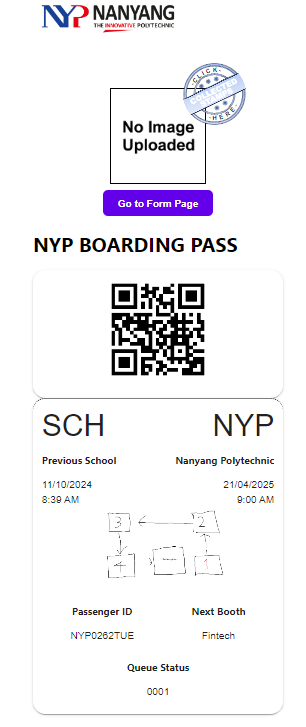 NYP NANYANG
THE INNOVATIVE POLYTECHNIC
CLICK
HERE
No Image
Uploaded
Go to Form Page
NYP BOARDING PASS
SCH NYP
Previous School Nanyang Polytechnic
11/10/2024 21/04/2025
8:39 AM 9:00 AM
3 2
4 1
Passenger ID Next Booth
NYP0262TUE Fintech
Queue Status
0001